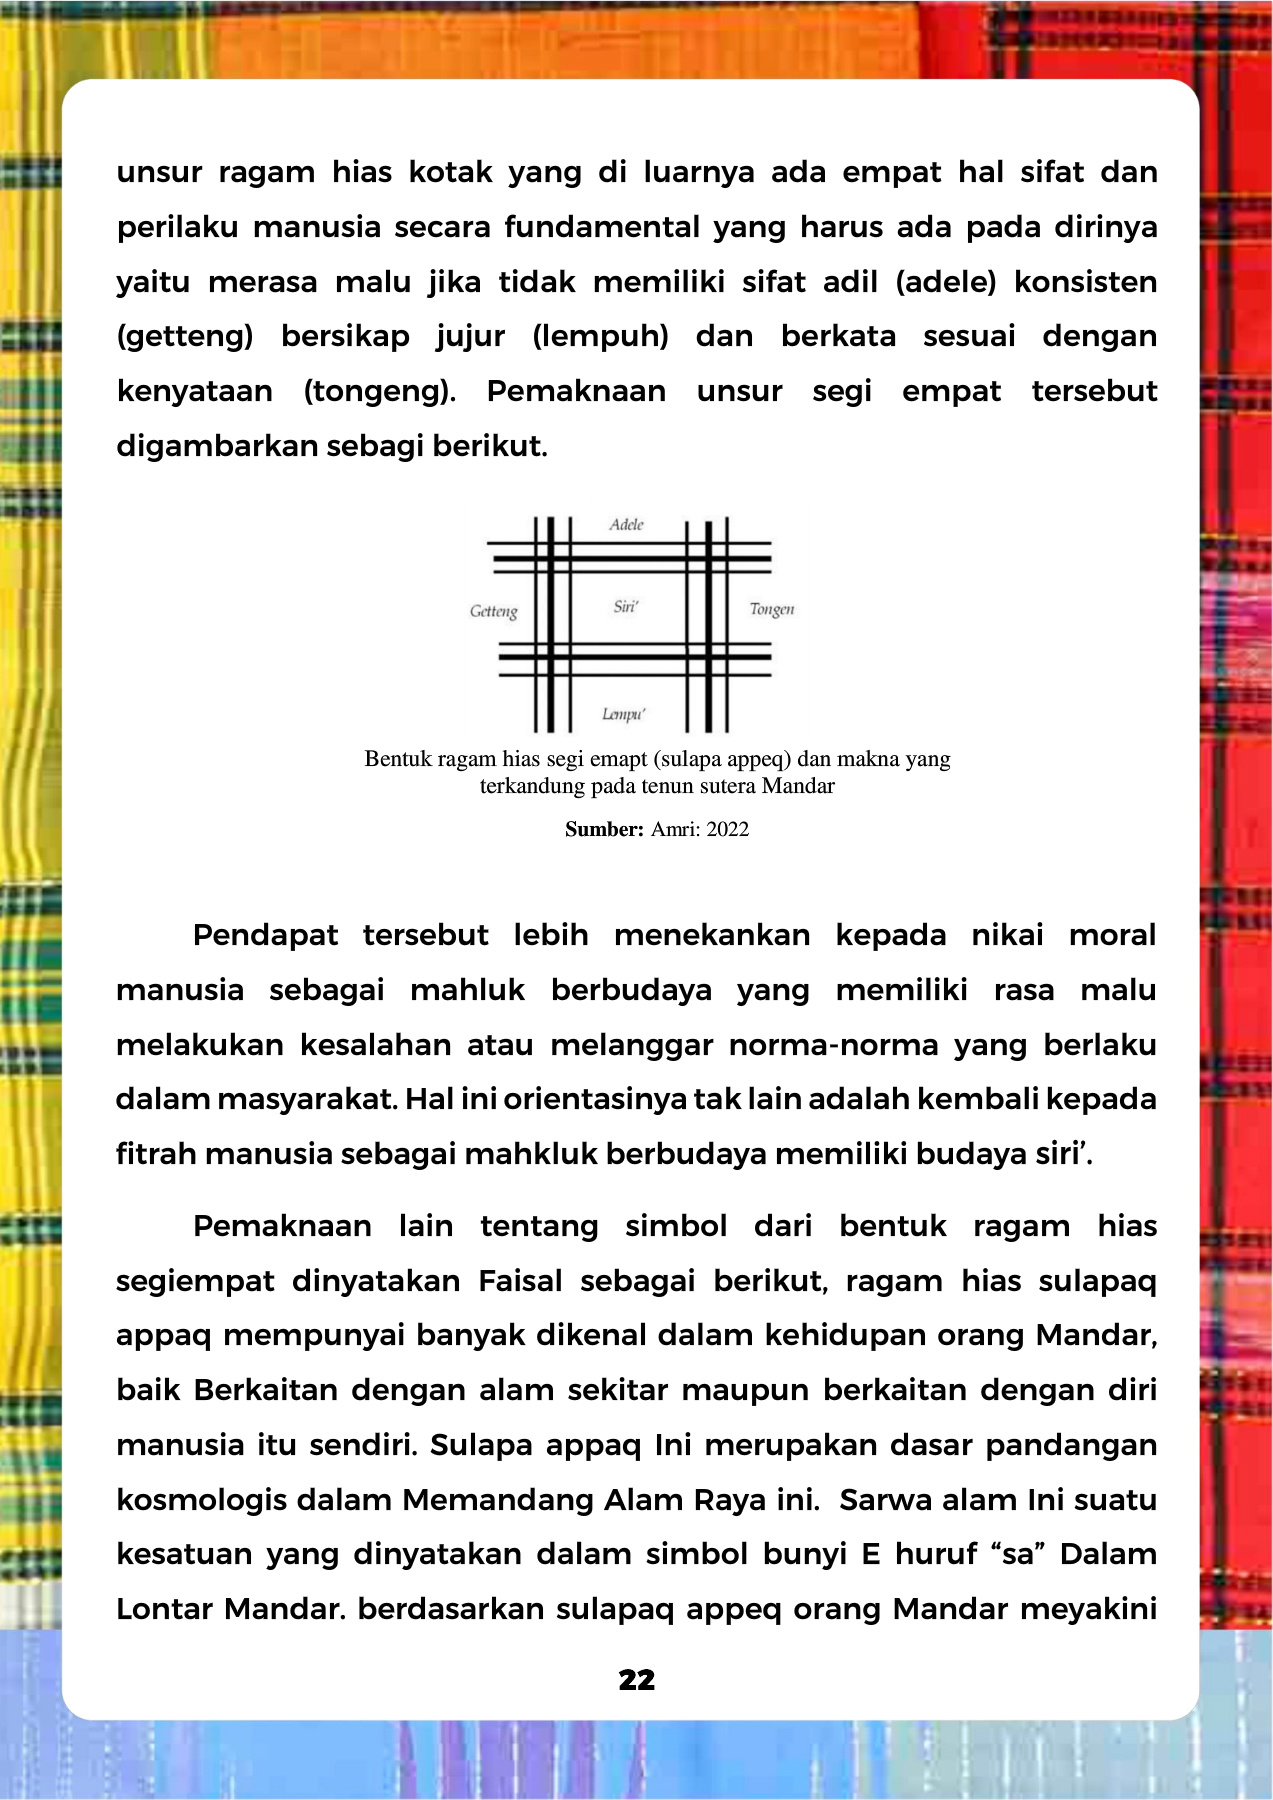 unsur ragam hias kotak yang di luarnya ada empat hal sifat dan
perilaku manusia secara fundamental yang harus ada pada dirinya
yaitu merasa malu jika tidak memiliki sifat adil (adele) konsisten
(getteng) bersikap jujur (lempuh) dan berkata sesuai dengan
kenyataan (tongeng). Pemaknaan unsur segi empat tersebut
digambarkan sebagi berikut.
Adele
Getteng
Siri'
Tongen
Lempu'
Bentuk ragam hias segi emapt (sulapa appeq) dan makna yang
terkandung pada tenun sutera Mandar
Sumber: Amri: 2022
Pendapat tersebut lebih menekankan kepada nikai moral
manusia sebagai mahluk berbudaya yang memiliki rasa malu
melakukan kesalahan atau melanggar norma-norma yang berlaku
dalam masyarakat. Hal ini orientasinya tak lain adalah kembali kepada
fitrah manusia sebagai mahkluk berbudaya memiliki budaya siri’.
Pemaknaan lain tentang simbol dari bentuk ragam hias
segiempat dinyatakan Faisal sebagai berikut, ragam hias sulapaq
appaq mempunyai banyak dikenal dalam kehidupan orang Mandar,
baik Berkaitan dengan alam sekitar maupun berkaitan dengan diri
manusia itu sendiri. Sulapa appaq Ini merupakan dasar pandangan
kosmologis dalam Memandang Alam Raya ini. Sarwa alam Ini suatu
kesatuan yang dinyatakan dalam simbol bunyi E huruf “sa” Dalam
Lontar Mandar. berdasarkan sulapaq appeq orang Mandar meyakini
22